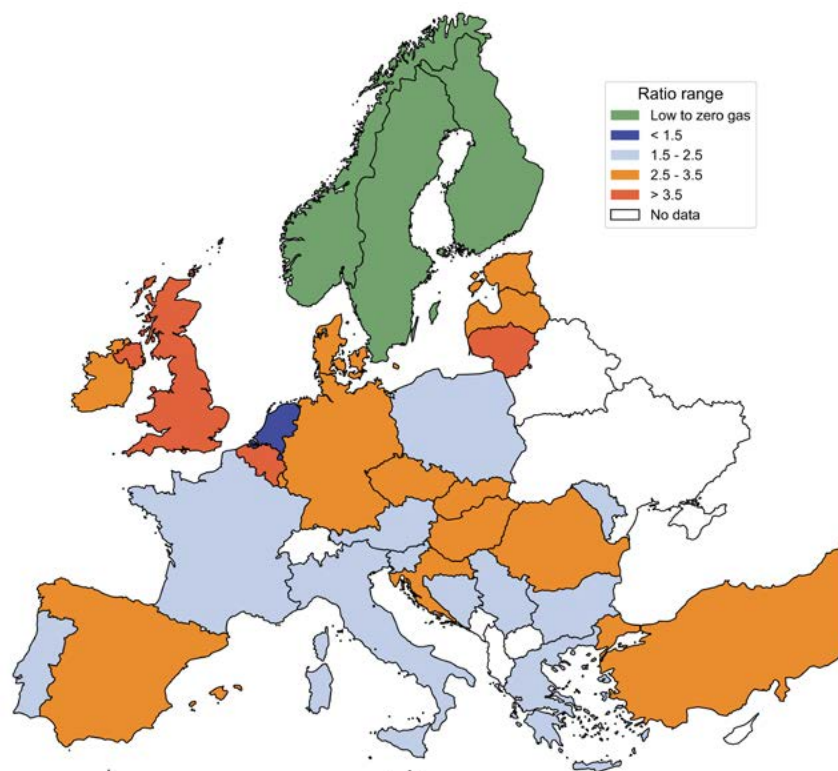 Ratio range
Low to zero gas
< 1.5
1.5 - 2.5
2.5 - 3.5
> 3.5
No data